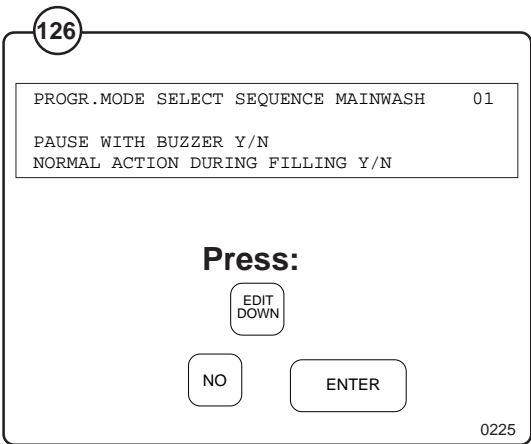 126
PROGR.MODE SELECT SEQUENCE MAINWASH 01
PAUSE WITH BUZZER Y/N
NORMAL ACTION DURING FILLING Y/N
Press:
EDIT
DOWN
NO ENTER
0225